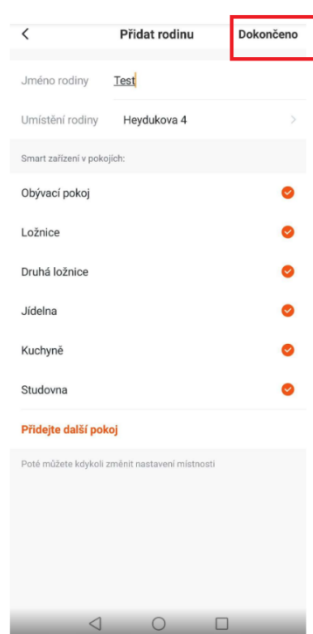 Přidat rodinu
Dokončeno
Jméno rodiny
Test
Umístění rodiny
Heydukova 4
Smart zařízení v pokojích:
Obývací pokoj
Ložnice
Druhá ložnice
Jídelna
Kuchyně
Studovna
Přidejte další pokoj
Poté můžete kdykoli změnit nastavení místnosti